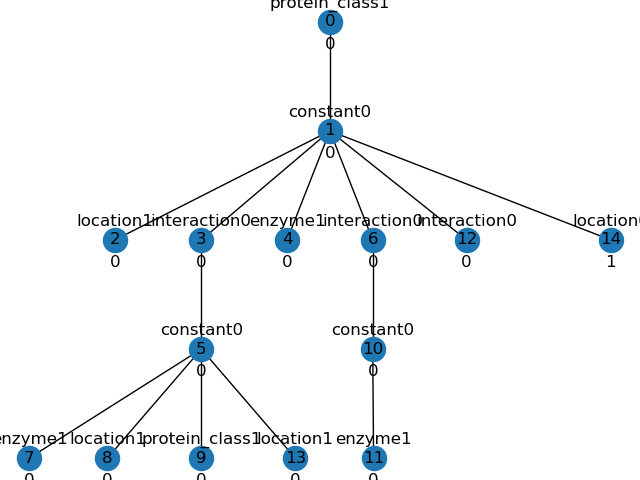 protein_class1
0
0
constant0
1
0
location1 interaction0 enzyme1 interaction0 interaction0 location0
2 3 4 6 12 14
0 0 0 0 0 1
constant0 constant0
5 10
0 0
enzyme1 location1 protein_class1 location1 enzyme1
7 8 9 13 11
0 0 0 0 0